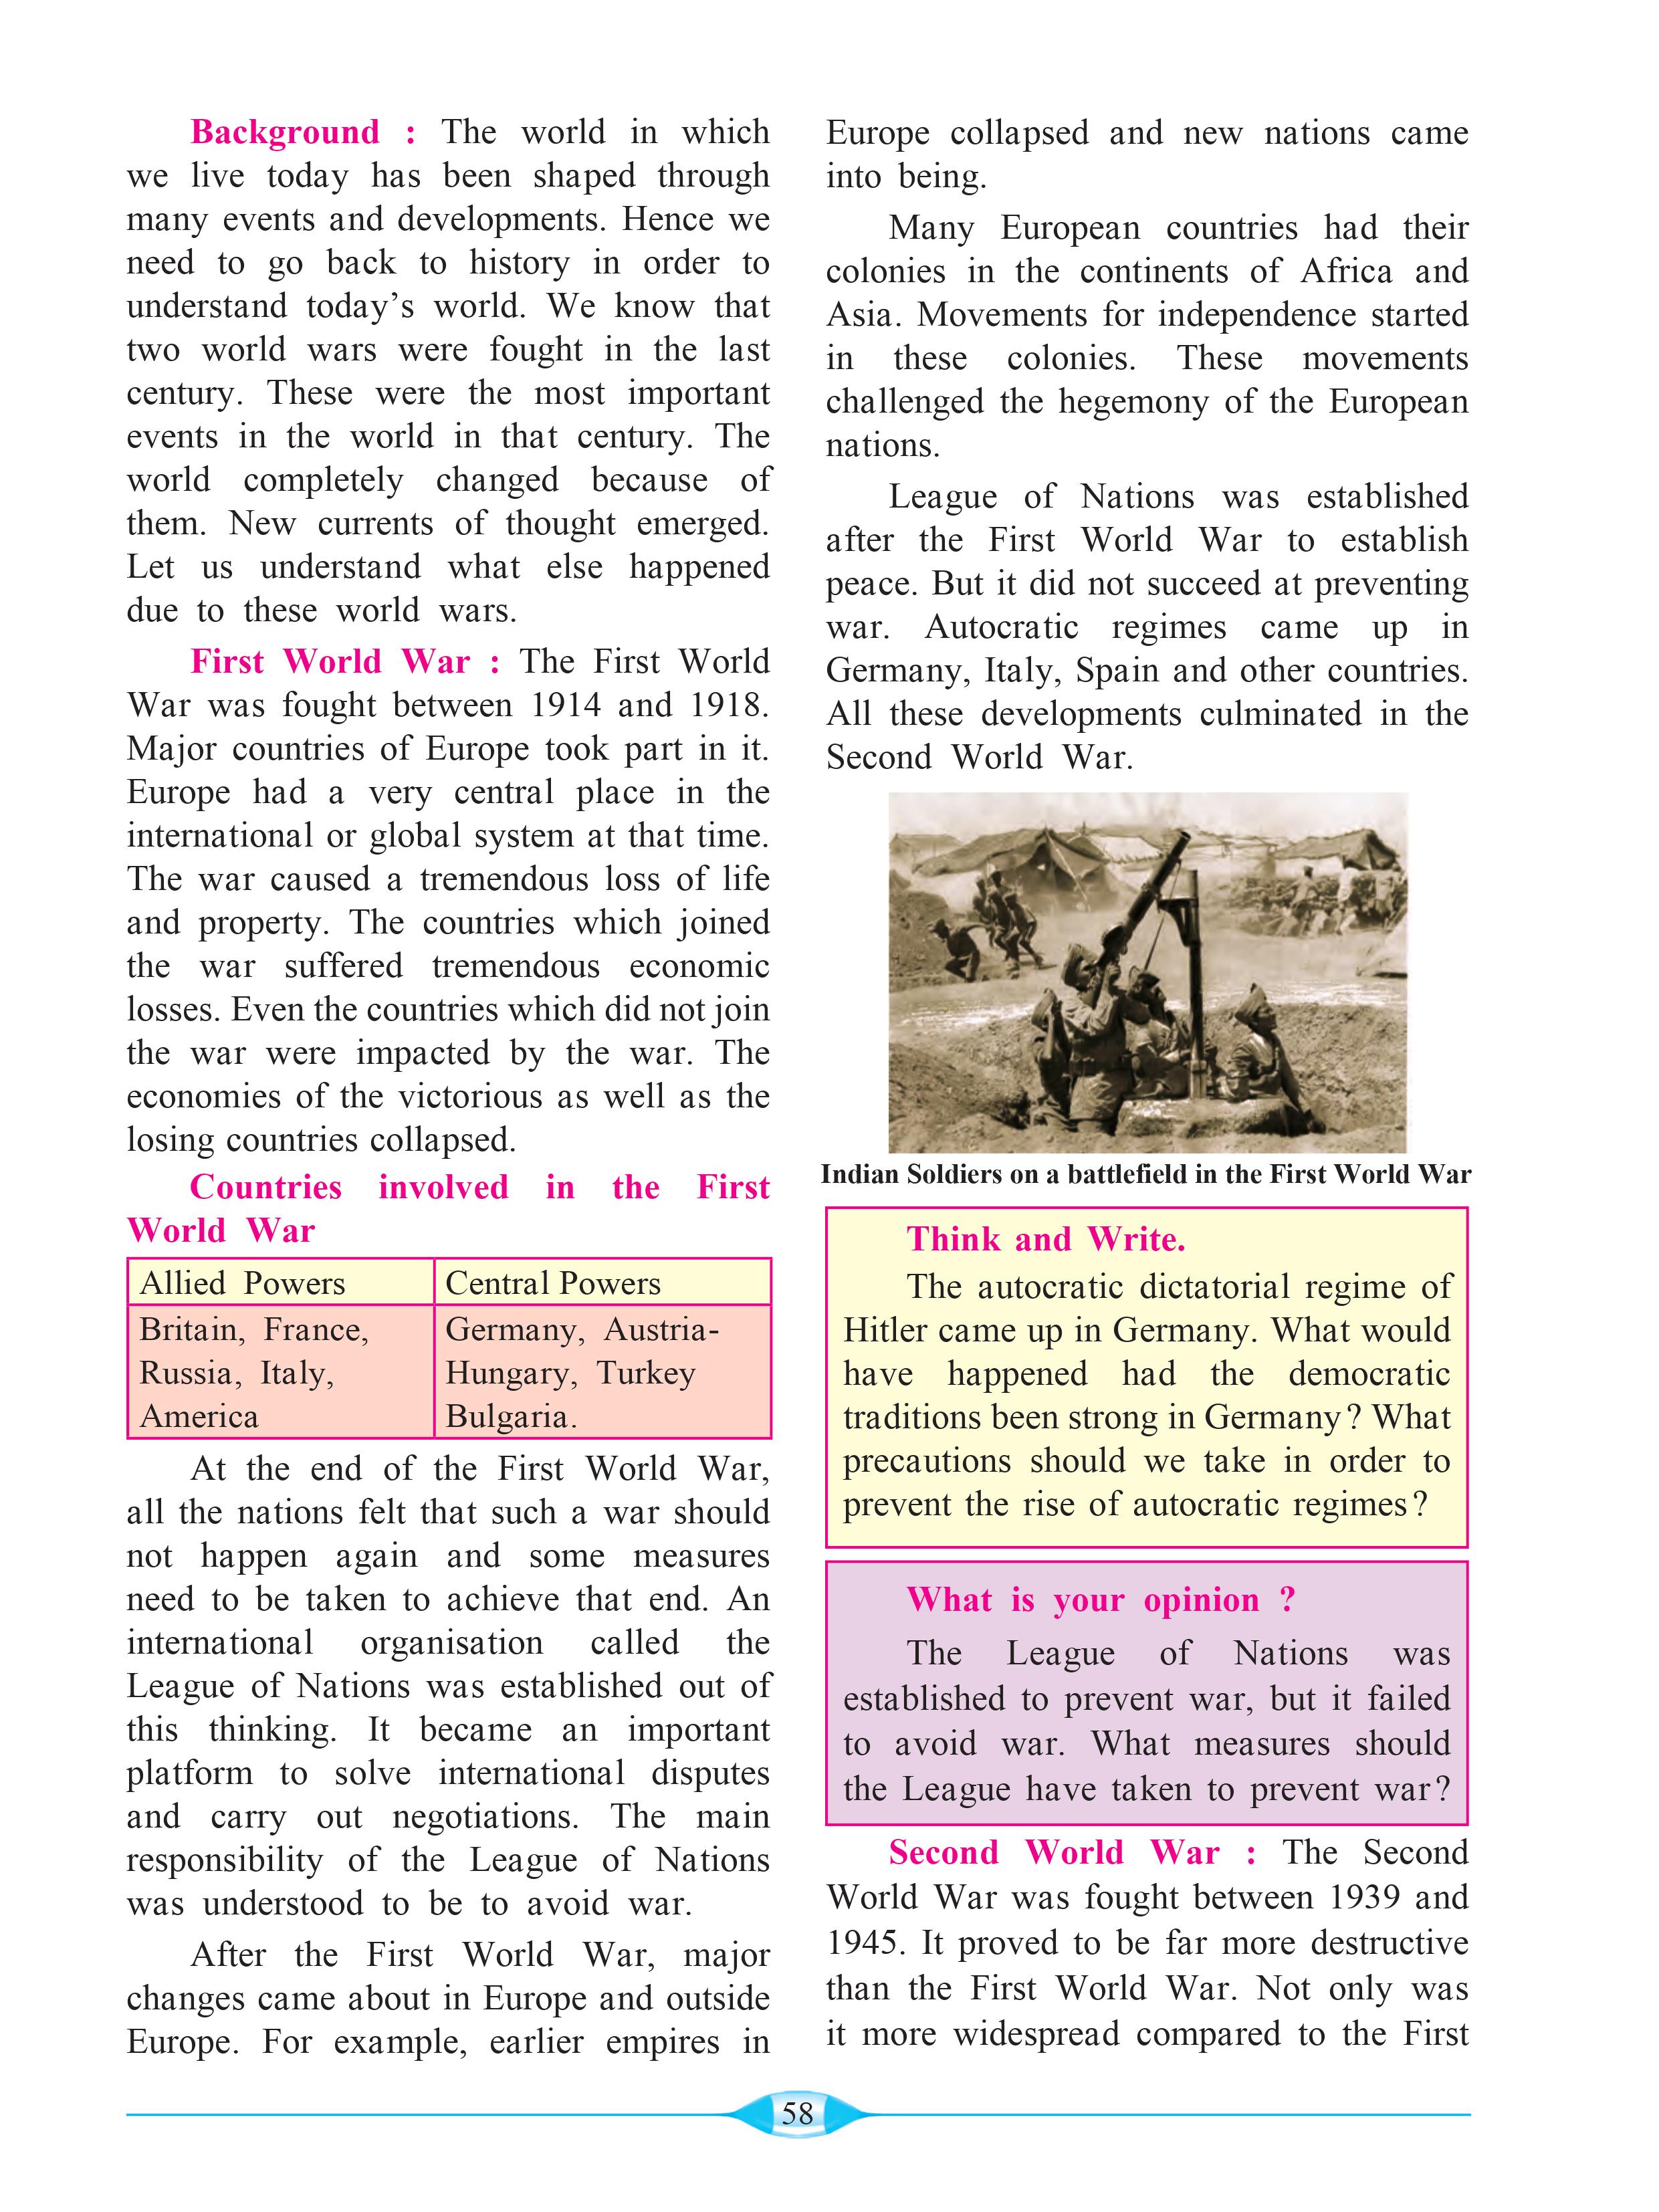 Background : The world in which
we live today has been shaped through
many events and developments. Hence we
need to go back to history in order to
understand today's world. We know that
two world wars were fought in the last
century. These were the most important
events in the world in that century. The
world completely changed because of
them. New currents of thought emerged.
Let us understand what else happened
due to these world wars.
First World War : The First World
War was fought between 1914 and 1918.
Major countries of Europe took part in it.
Europe had a very central place in the
international or global system at that time.
The war caused a tremendous loss of life
and property. The countries which joined
the war suffered tremendous economic
losses. Even the countries which did not join
the war were impacted by the war. The
economies of the victorious as well as the
losing countries collapsed.
Countries involved in the First
World War
Allied Powers
Central Powers
Britain, France,
Russia, Italy,
America
Germany, Austria-
Hungary, Turkey
Bulgaria.
At the end of the First World War,
all the nations felt that such a war should
not happen again and some measures
need to be taken to achieve that end. An
international organisation called the
League of Nations was established out of
this thinking. It became an important
platform to solve international disputes
and carry out negotiations. The main
responsibility of the League of Nations
was understood to be to avoid war.
After the First World War, major
changes came about in Europe and outside
Europe. For example, earlier empires in
Europe collapsed and new nations came
into being.
Many European countries had their
colonies in the continents of Africa and
Asia. Movements for independence started
in these colonies. These movements
challenged the hegemony of the European
nations.
League of Nations was established
after the First World War to establish
peace. But it did not succeed at preventing
war. Autocratic regimes came up in
Germany, Italy, Spain and other countries.
All these developments culminated in the
Second World War.
Indian Soldiers on a battlefield in the First World War
Think and Write.
The autocratic dictatorial regime of
Hitler came up in Germany. What would
have happened had the democratic
traditions been strong in Germany? What
precautions should we take in order to
prevent the rise of autocratic regimes?
What is your opinion ?
The League of Nations was
established to prevent war, but it failed
to avoid war. What measures should
the League have taken to prevent war?
Second World War : The Second
World War was fought between 1939 and
1945. It proved to be far more destructive
than the First World War. Not only was
it more widespread compared to the First
58